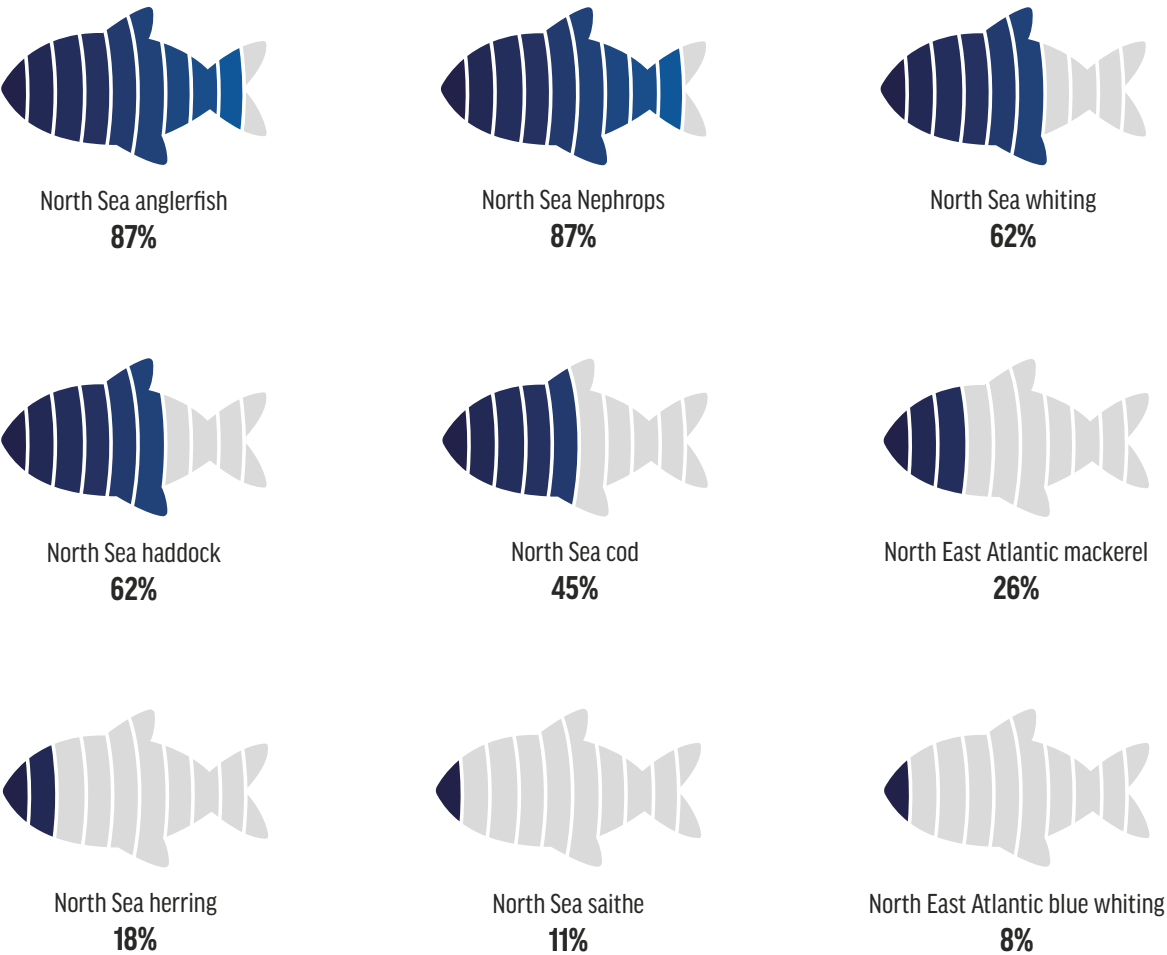 North Sea anglerfish
87%
North Sea Nephrops
87%
North Sea whiting
62%
North Sea haddock
62%
North Sea cod
45%
North East Atlantic mackerel
26%
North Sea herring
18%
North Sea saithe
11%
North East Atlantic blue whiting
8%